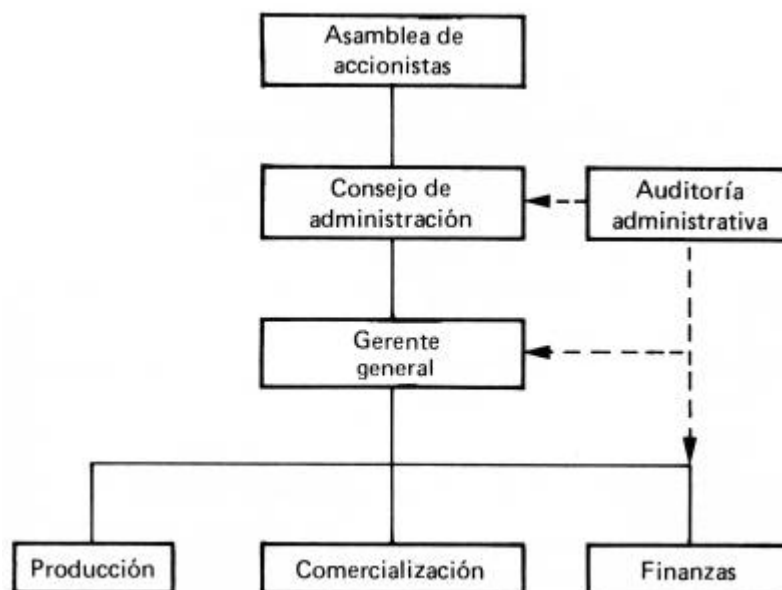 Asamblea de
accionistas
Consejo de
administración
Auditoría
administrativa
Gerente
general
Producción
Comercialización
Finanzas